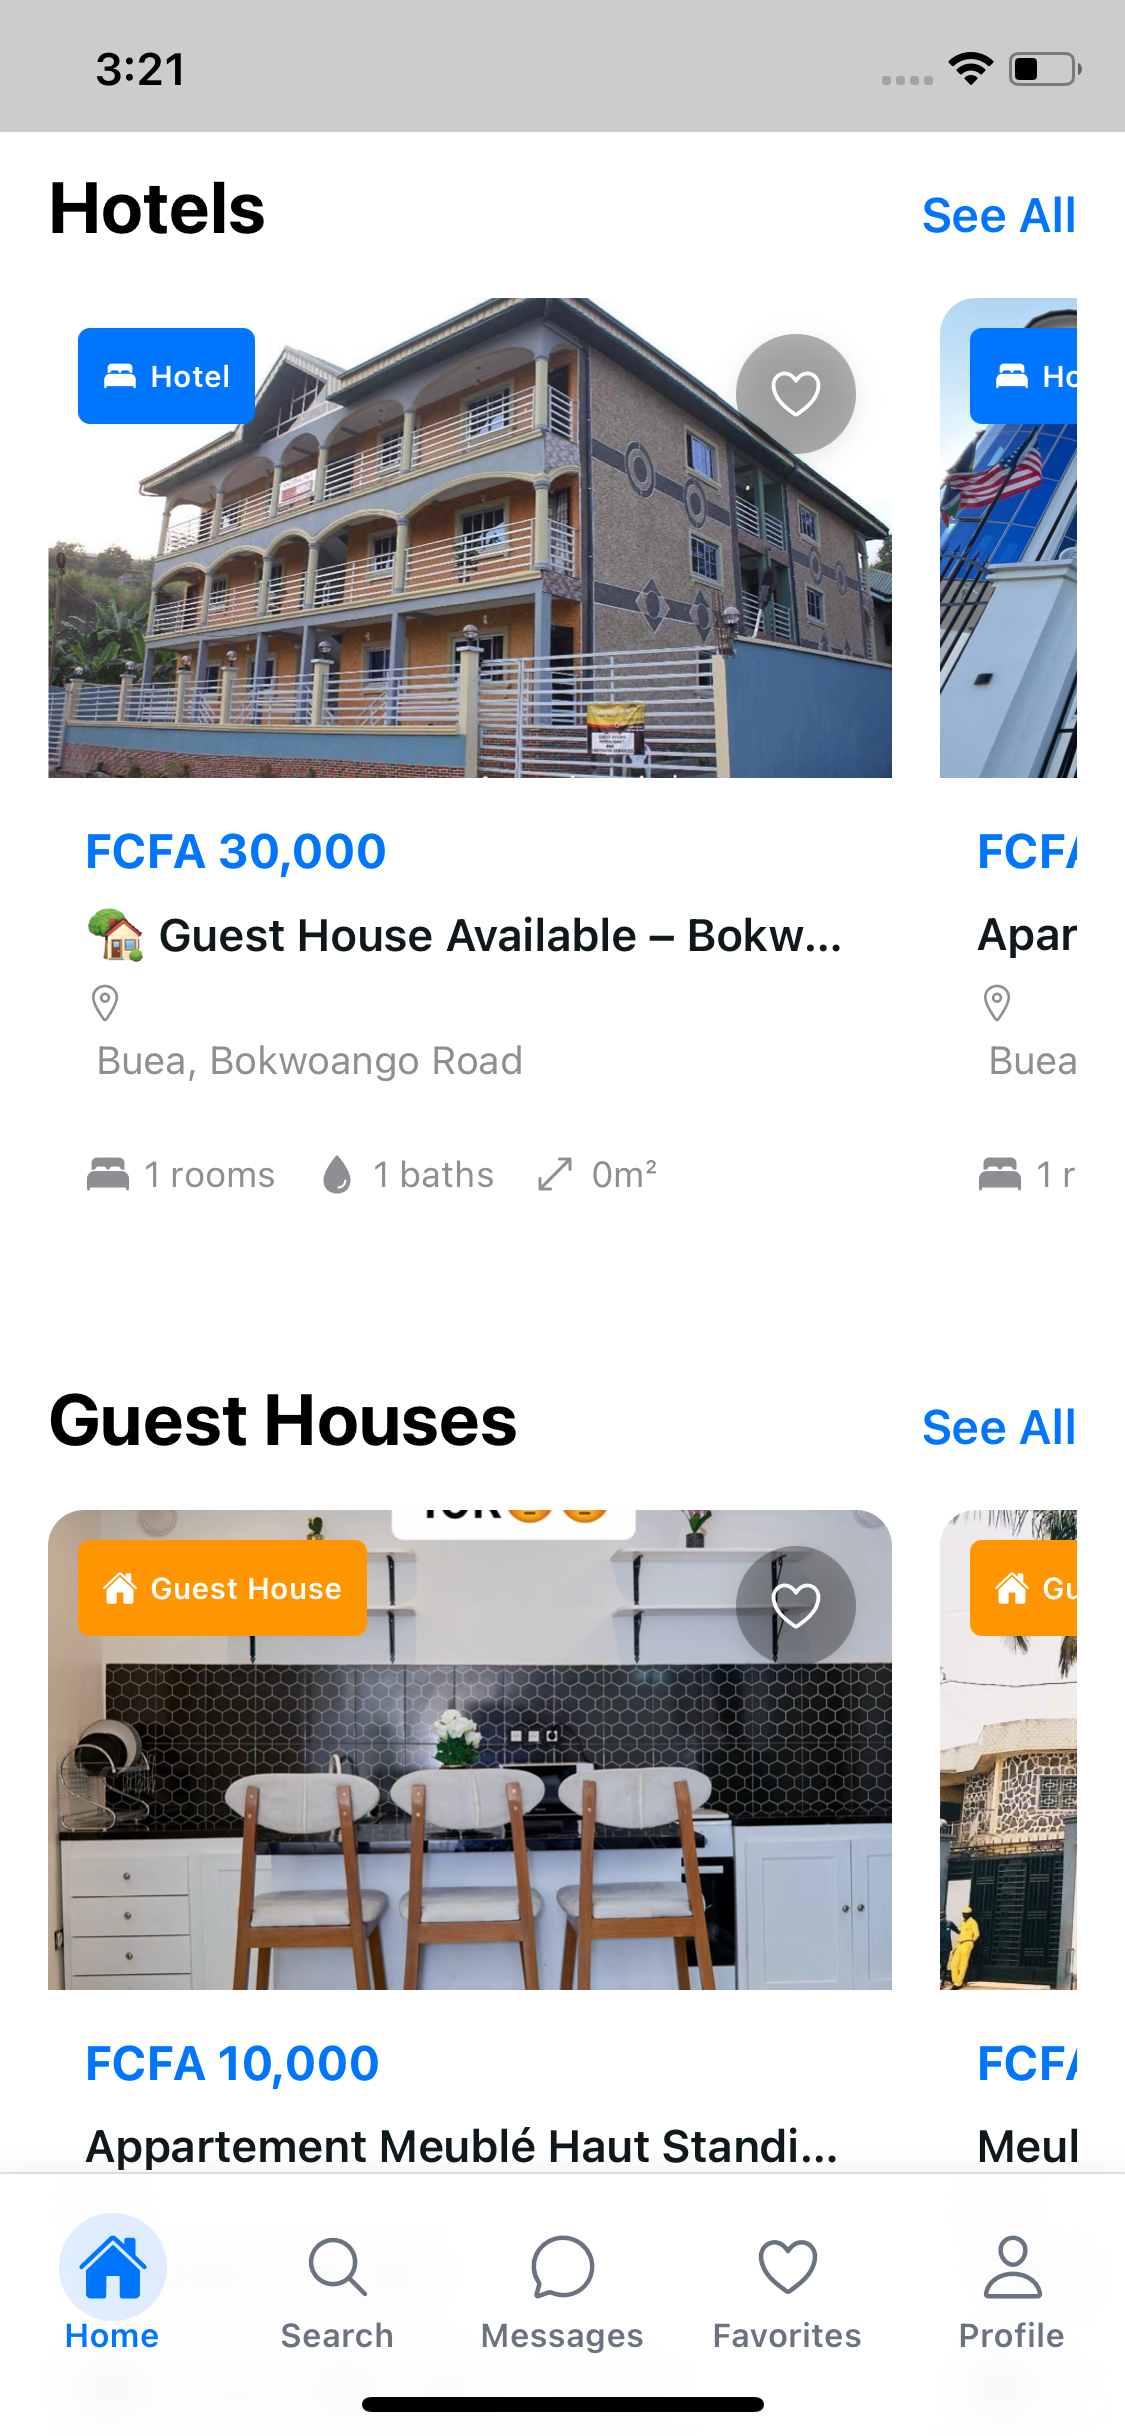 3:21
Hotels
See All
Hotel
Ho
FCFA 30,000
FCFA
🏡 Guest House Available – Bokw...
Apar
Buea, Bokwoango Road
Buea
1 rooms
1 baths
0m²
1 r
Guest Houses
See All
Guest House
Gu
FCFA 10,000
FCFA
Appartement Meublé Haut Standi...
Meul
Home
Search
Messages
Favorites
Profile